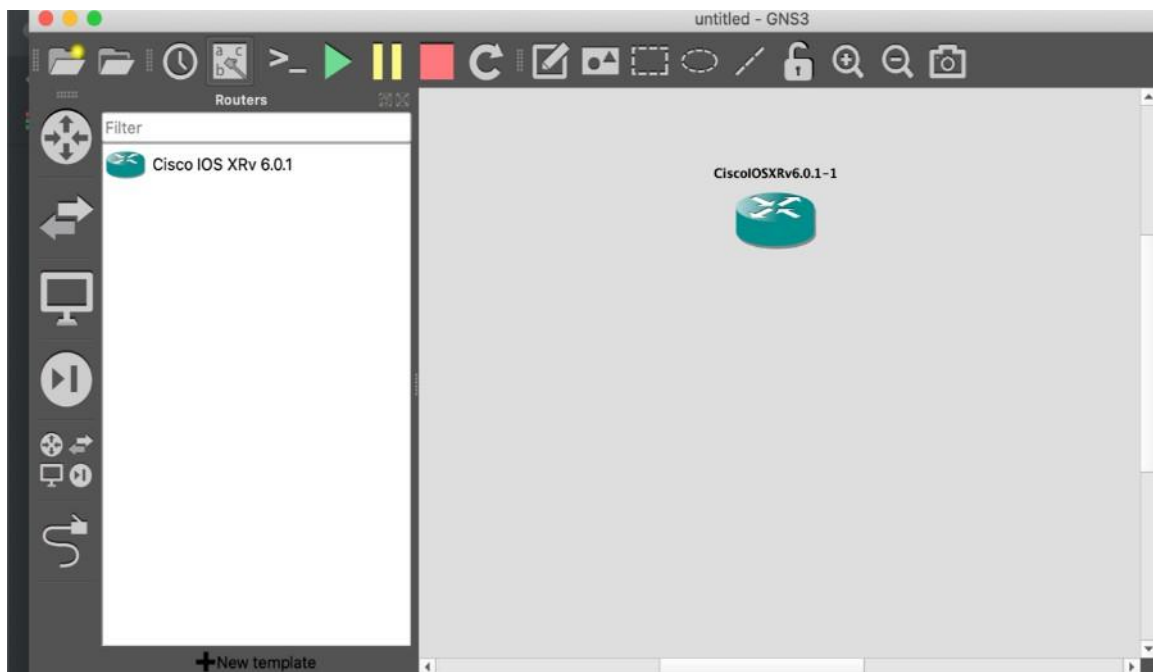 untitled - GNS3
Routers
Filter
Cisco IOS XRv 6.0.1
CiscoIOSXRv6.0.1-1
New template